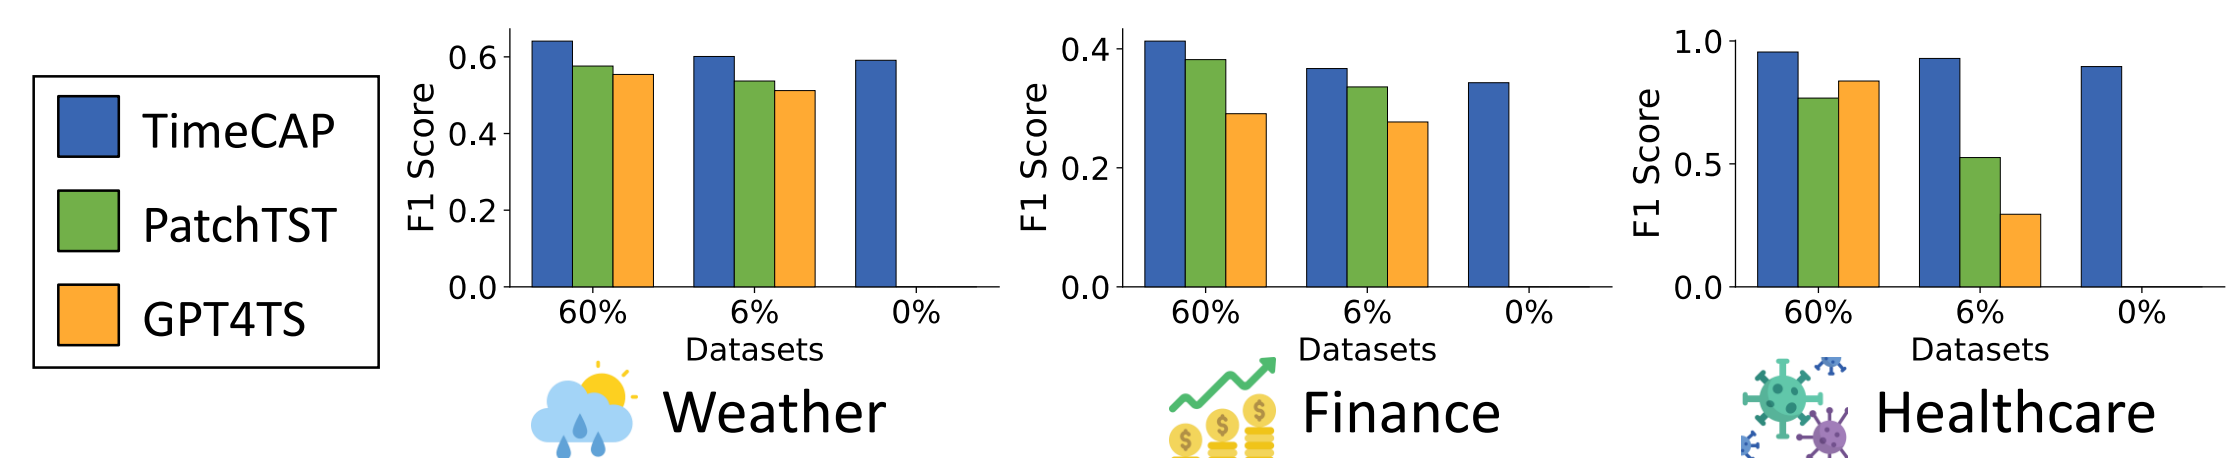 TimeCAP
PatchTST
GPT4TS
F1 Score
0.6
0.4
0.2
0.0
60% 6% 0%
Datasets
Weather
F1 Score
0.4
0.2
0.0
60% 6% 0%
Datasets
$ $ $
Finance
F1 Score
1.0
0.5
0.0
60% 6% 0%
Datasets
Healthcare